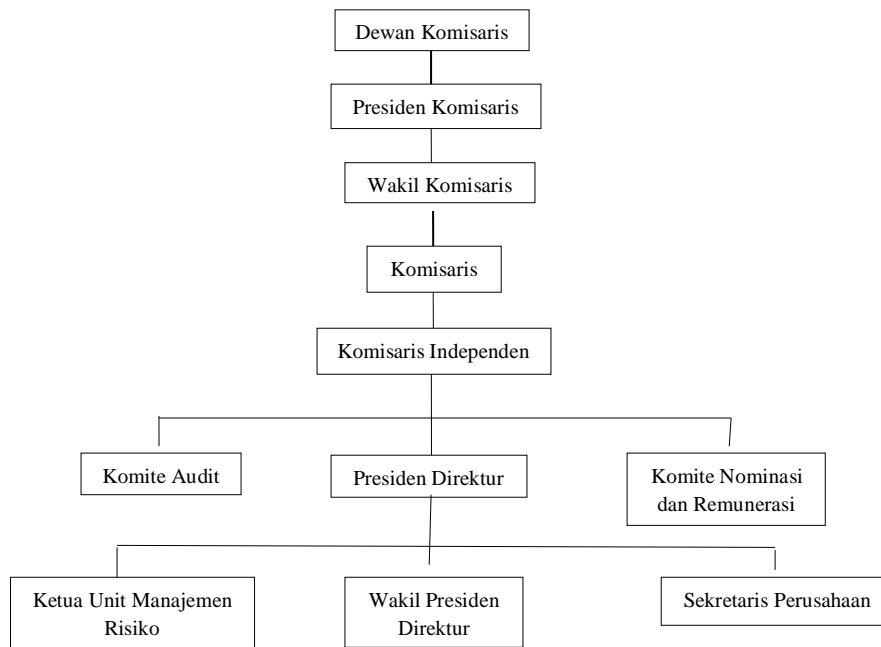 Dewan Komisaris
Presiden Komisaris
Wakil Komisaris
Komisaris
Komisaris Independen
Komite Audit
Presiden Direktur
Komite Nominasi
dan Remunerasi
Ketua Unit Manajemen
Risiko
Wakil Presiden
Direktur
Sekretaris Perusahaan